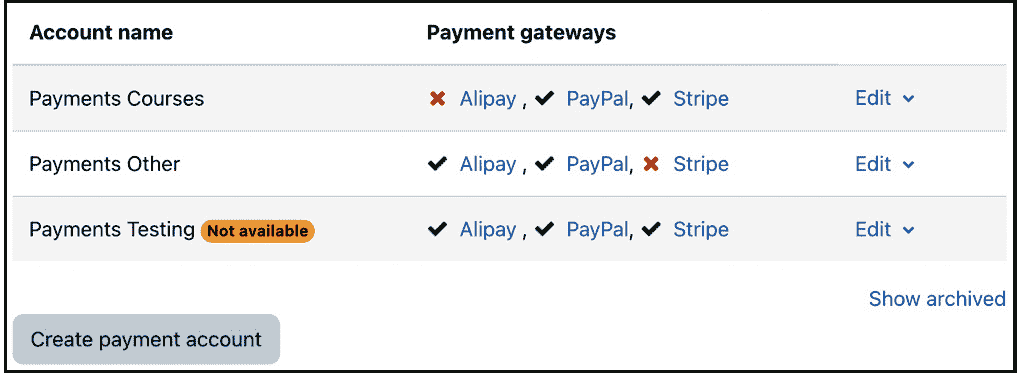 Account name Payment gateways
Payments Courses ✖ Alipay , ✔ PayPal, ✔ Stripe Edit
Payments Other ✔ Alipay , ✔ PayPal, ✖ Stripe Edit
Payments Testing Not available ✔ Alipay , ✔ PayPal, ✔ Stripe Edit
Show archived
Create payment account